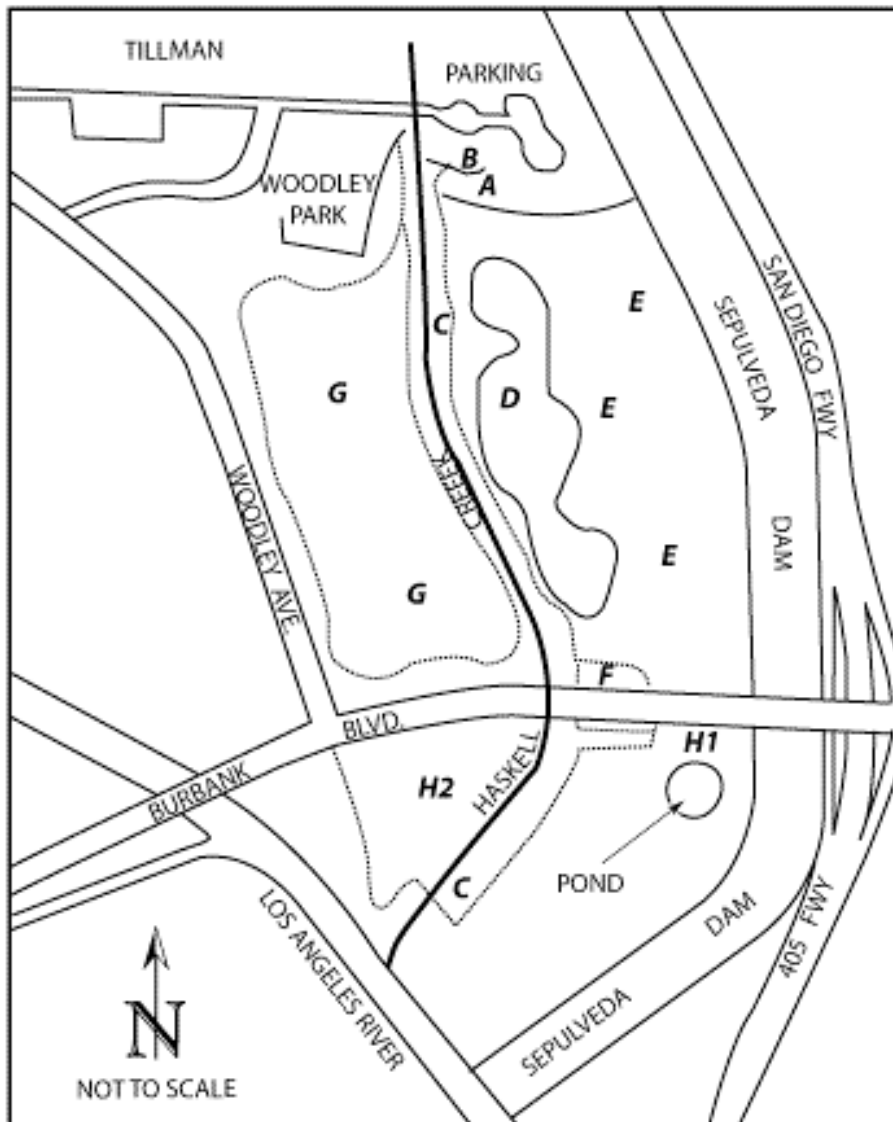 TILLMAN
PARKING
B
A
WOODLEY
PARK
SAN DIEGO FWY
SEPULVEDA
DAM
E
C
G
D
E
CREEEK
WOODLEY AVE.
E
G
F
BURBANK
BLVD.
HASKELL
H1
H2
POND
C
LOS ANGELES RIVER
SEPULVEDA
DAM
405 FWY
N
NOT TO SCALE